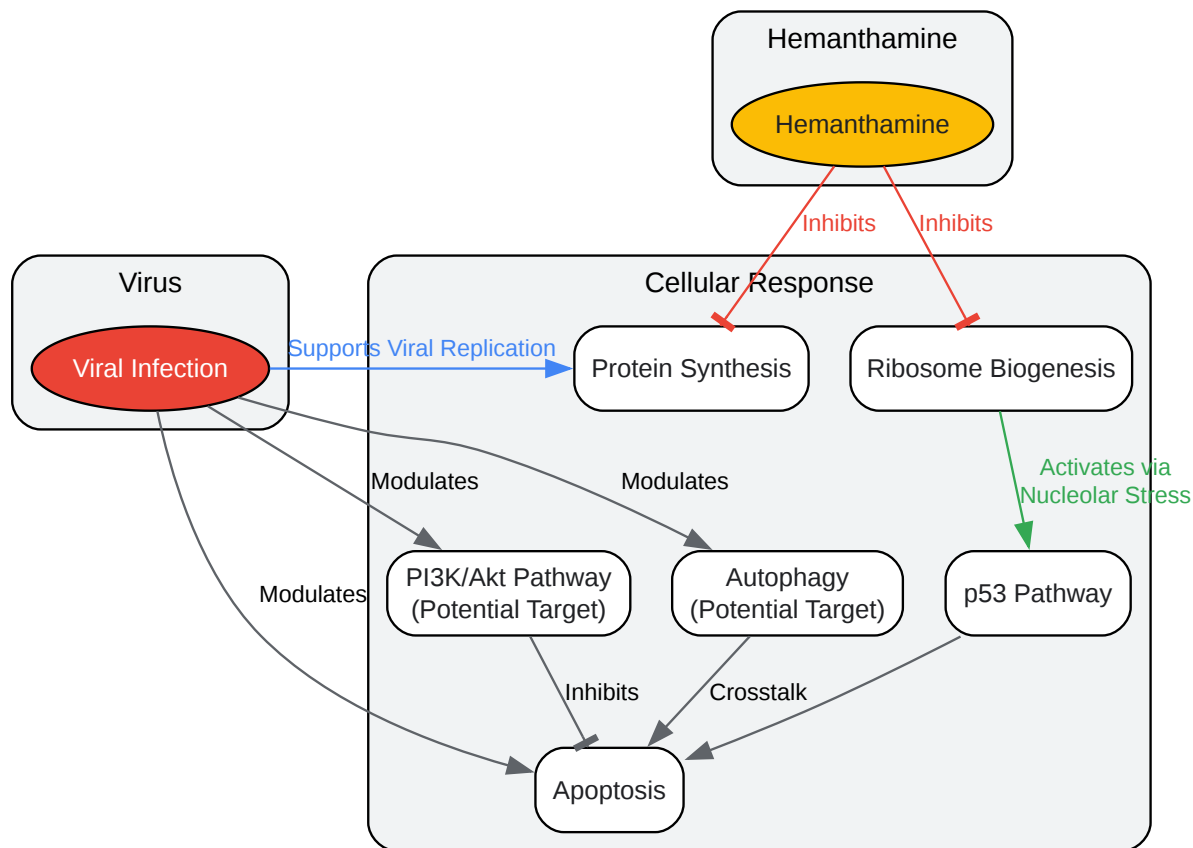 Hemanthamine
Hemanthamine
Inhibits
Inhibits
Virus
Cellular Response
Viral Infection
Supports Viral Replication
Protein Synthesis
Ribosome Biogenesis
Modulates
Modulates
Activates via
Nucleolar Stress
Modulates
PI3K/Akt Pathway
(Potential Target)
Autophagy
(Potential Target)
p53 Pathway
Inhibits
Crosstalk
Apoptosis